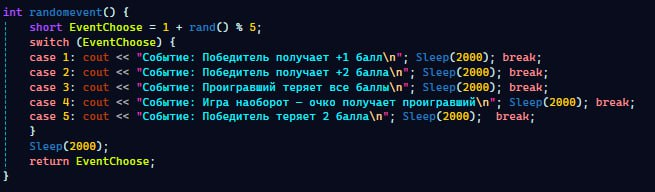 int randomevent() {
short EventChoose = 1 + rand() % 5;
switch (EventChoose) {
case 1: cout << "Событие: Победитель получает +1 балл\n"; Sleep(2000); break;
case 2: cout << "Событие: Победитель получает +2 балла\n"; Sleep(2000); break;
case 3: cout << "Событие: Проигравший теряет все баллы\n"; Sleep(2000); break;
case 4: cout << "Событие: Игра наоборот — очко получает проигравший\n"; Sleep(2000); break;
case 5: cout << "Событие: Победитель теряет 2 балла\n"; Sleep(2000);  break;
}
Sleep(2000);
return EventChoose;
}